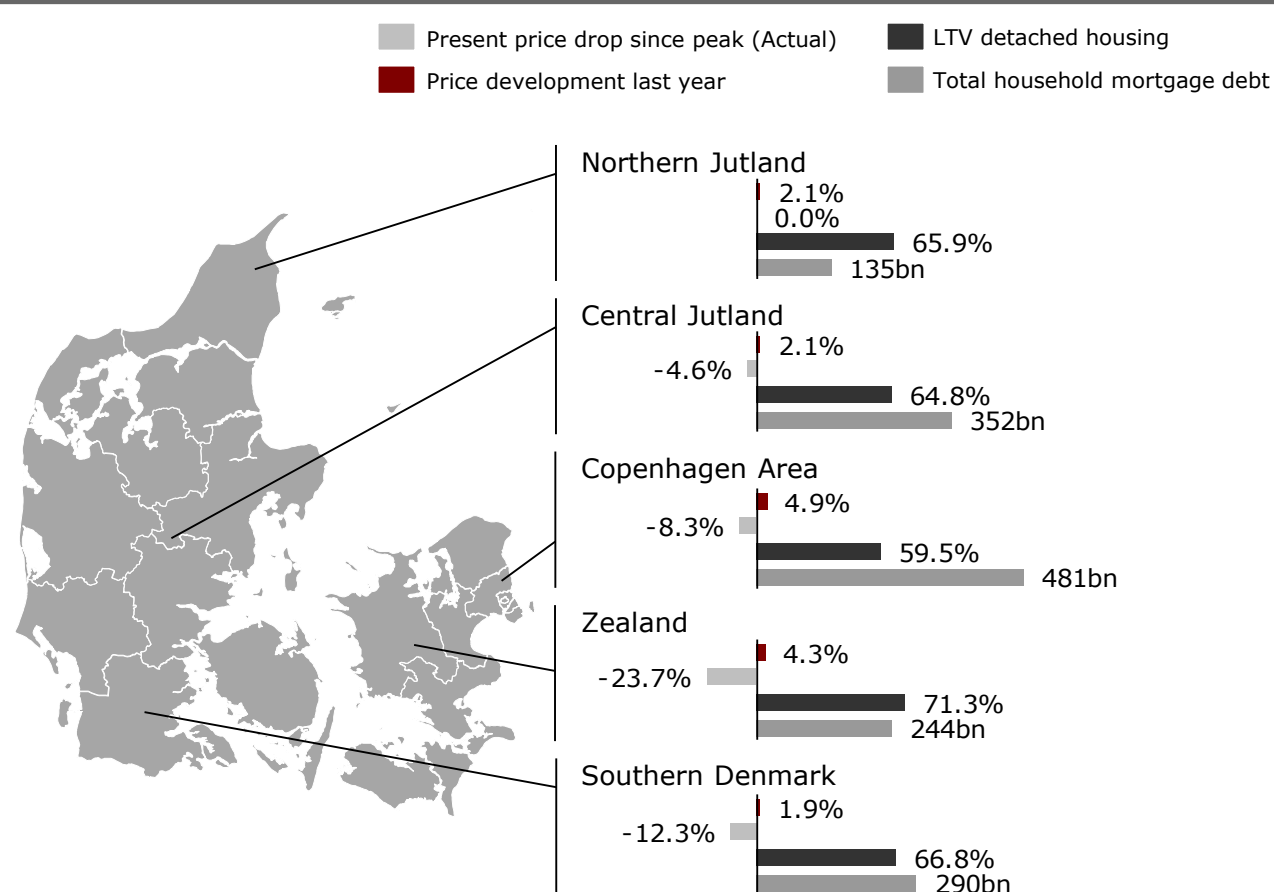 Present price drop since peak (Actual)
LTV detached housing
Price development last year
Total household mortgage debt
Northern Jutland
2.1%
0.0%
65.9%
135bn
Central Jutland
2.1%
-4.6%
64.8%
352bn
Copenhagen Area
4.9%
-8.3%
59.5%
481bn
Zealand
4.3%
-23.7%
71.3%
244bn
Southern Denmark
1.9%
-12.3%
66.8%
290bn